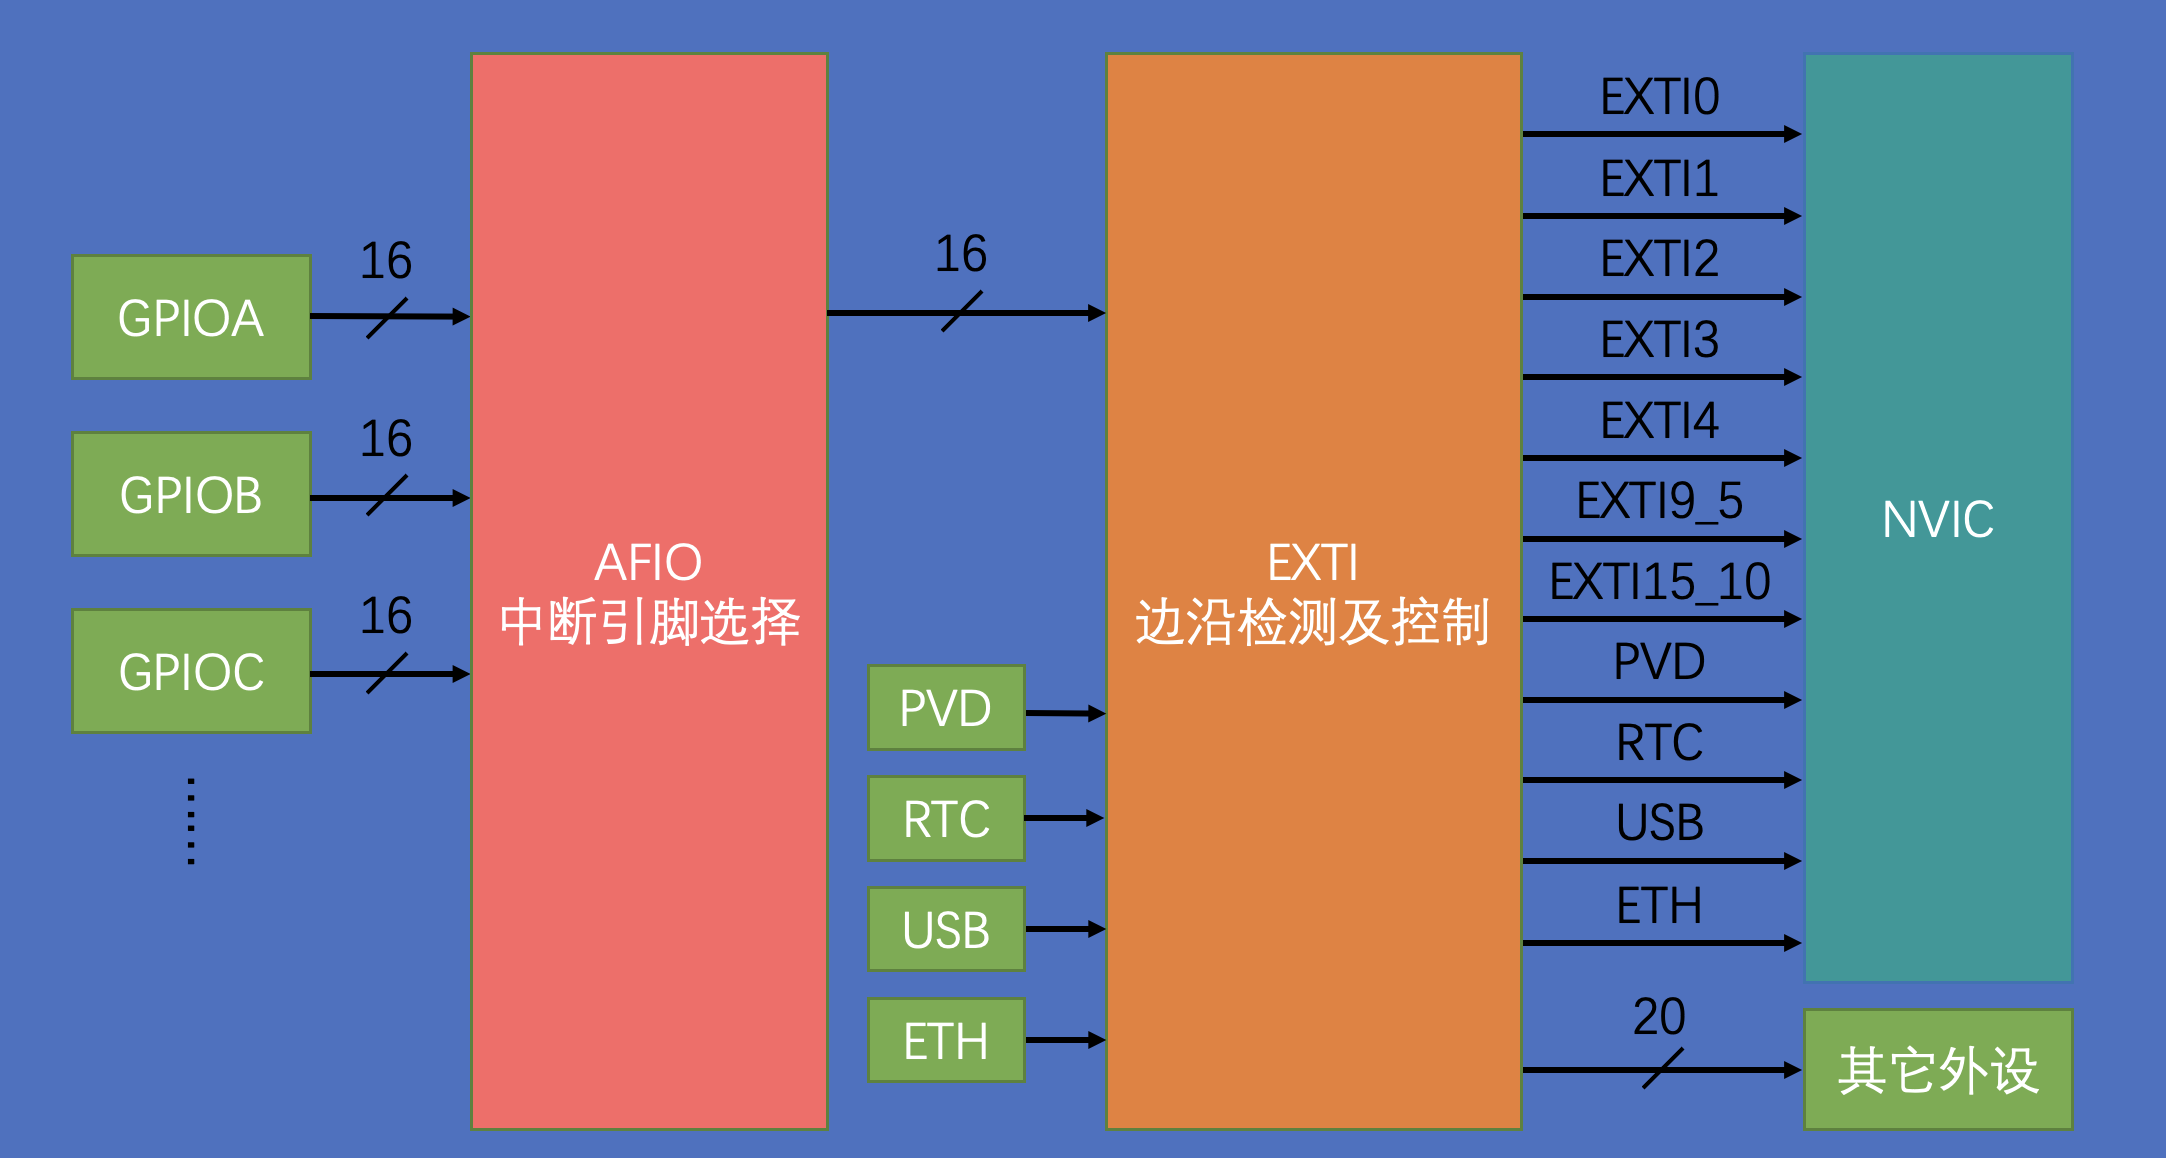 GPIOA
16
GPIOB
16
GPIOC
16
AFIO
中断引脚选择
16
PVD
RTC
USB
ETH
EXTI
边沿检测及控制
EXTI0
EXTI1
EXTI2
EXTI3
EXTI4
EXTI9_5
EXTI15_10
PVD
RTC
USB
ETH
20
NVIC
其它外设